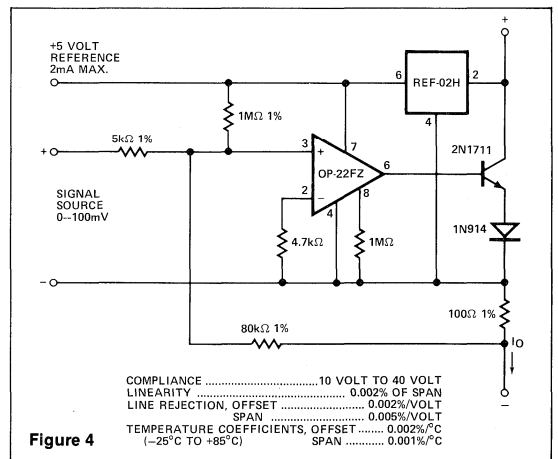 +5 VOLT
REFERENCE
2mA MAX.
+
6
REF-02H
2
4
1MΩ 1%
5kΩ 1%
+
3
+
7
OP-22FZ
6
2N1711
2
−
4
8
1N914
SIGNAL
SOURCE
0--100mV
4.7kΩ
1MΩ
−
100Ω 1%
80kΩ 1%
IO
−
COMPLIANCE ..............................10 VOLT TO 40 VOLT
LINEARITY ..................................... 0.002% OF SPAN
LINE REJECTION, OFFSET ................... 0.002%/VOLT
SPAN ..................... 0.005%/VOLT
TEMPERATURE COEFFICIENTS, OFFSET ...... 0.002%/°C
(−25°C TO +85°C) SPAN ........... 0.001%/°C
Figure 4